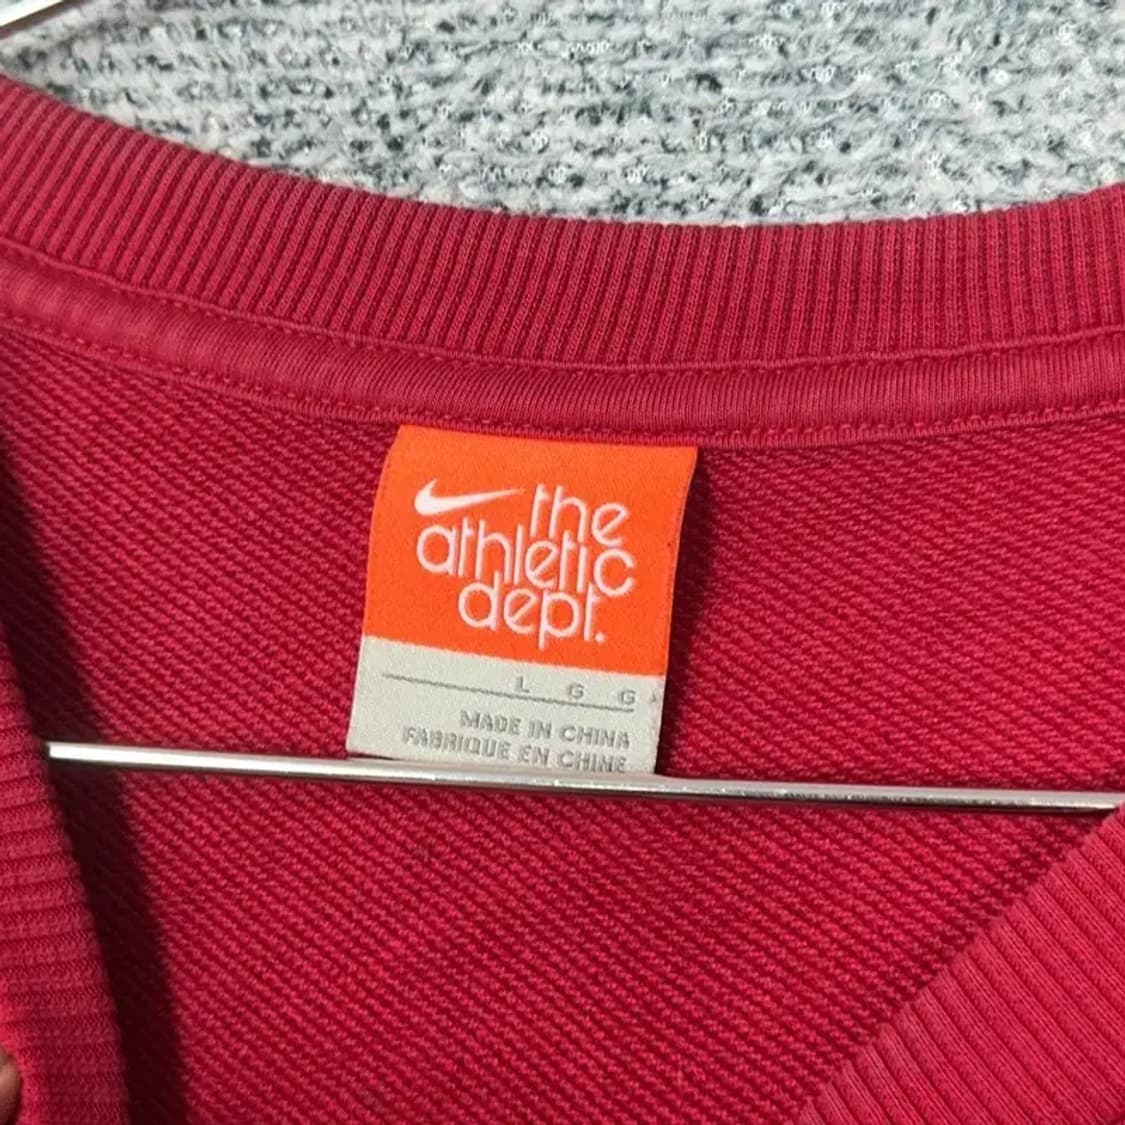 the
athletic
dept.
L G G
MADE IN CHINA
FABRIQUE EN CHINE